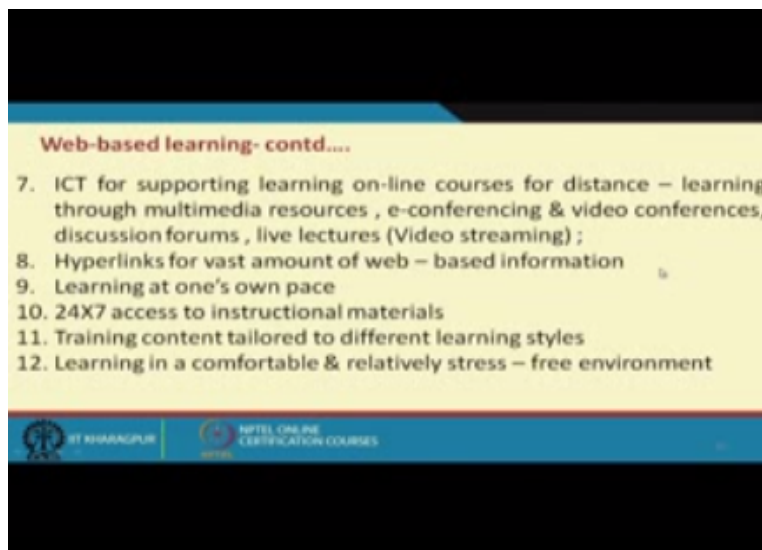 Web-based learning- contd....
7. ICT for supporting learning on-line courses for distance – learning
through multimedia resources , e-conferencing & video conferences,
discussion forums , live lectures (Video streaming) ;
8. Hyperlinks for vast amount of web – based information
9. Learning at one's own pace
10. 24X7 access to instructional materials
11. Training content tailored to different learning styles
12. Learning in a comfortable & relatively stress – free environment
IIT KHARAGPUR
NPTEL ONLINE
CERTIFICATION COURSES
NPTEL